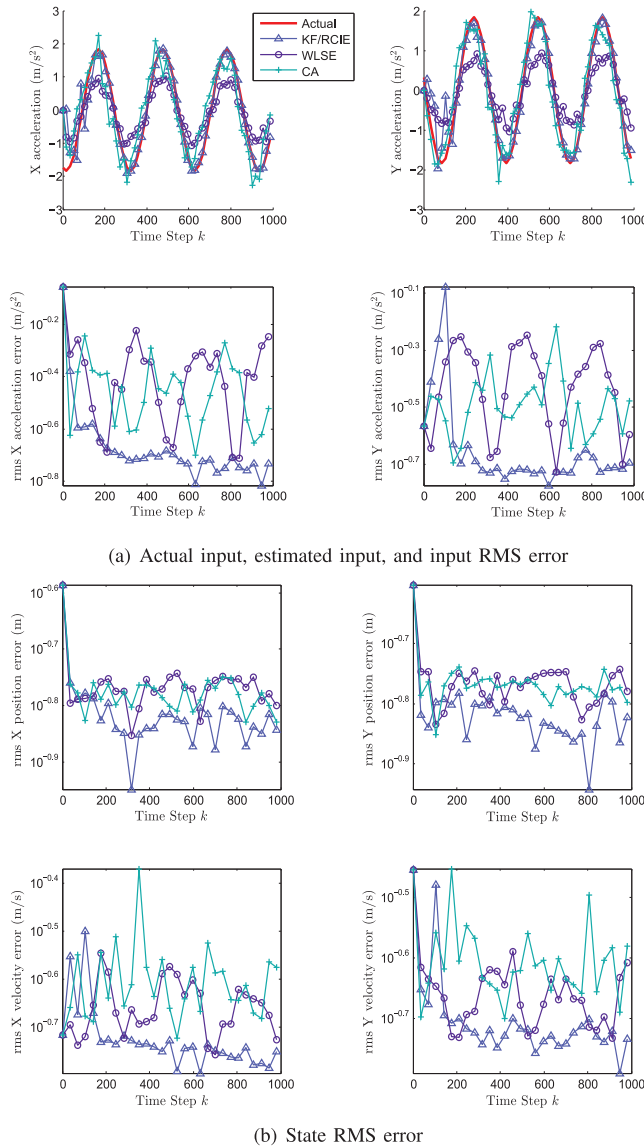 Actual
KF/RCIE
WLSE
CA
X acceleration (m/s²)
3
2
1
0
−1
−2
−3
0 200 400 600 800 1000
Time Step k
Y acceleration (m/s²)
2
1
0
−1
−2
−3
0 200 400 600 800 1000
Time Step k
rms X acceleration error (m/s²)
10^−0.2
10^−0.4
10^−0.6
10^−0.8
0 200 400 600 800 1000
Time Step k
rms Y acceleration error (m/s²)
10^−0.1
10^−0.3
10^−0.5
10^−0.7
0 200 400 600 800 1000
Time Step k
(a) Actual input, estimated input, and input RMS error
rms X position error (m)
10^−0.6
10^−0.7
10^−0.8
10^−0.9
0 200 400 600 800 1000
Time Step k
rms Y position error (m)
10^−0.7
10^−0.8
10^−0.9
0 200 400 600 800 1000
Time Step k
rms X velocity error (m/s)
10^−0.4
10^−0.5
10^−0.6
10^−0.7
0 200 400 600 800 1000
Time Step k
rms Y velocity error (m/s)
10^−0.5
10^−0.6
10^−0.7
0 200 400 600 800 1000
Time Step k
(b) State RMS error